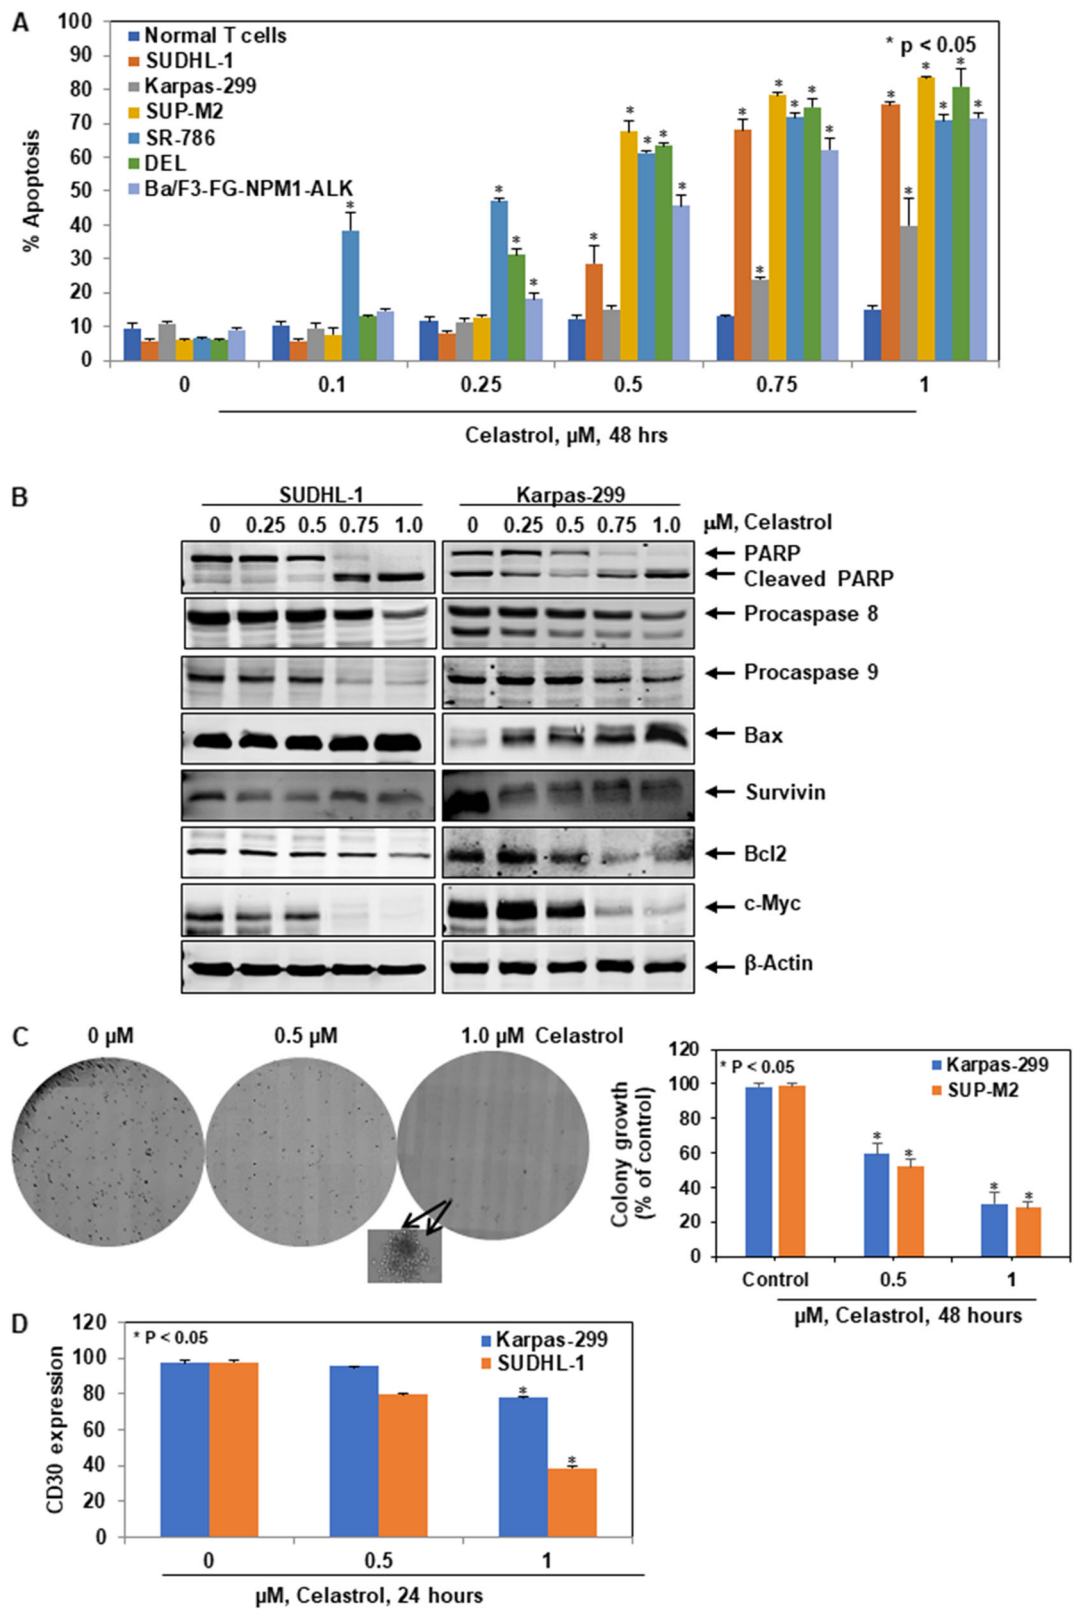 A
100
90
80
70
60
50
40
30
20
10
0
% Apoptosis
Normal T cells
SUDHL-1
Karpas-299
SUP-M2
SR-786
DEL
Ba/F3-FG-NPM1-ALK
* p < 0.05
0 0.1 0.25 0.5 0.75 1
Celastrol, µM, 48 hrs
B
SUDHL-1 Karpas-299
0 0.25 0.5 0.75 1.0 0 0.25 0.5 0.75 1.0 µM, Celastrol
PARP
Cleaved PARP
Procaspase 8
Procaspase 9
Bax
Survivin
Bcl2
c-Myc
β-Actin
C
0 µM 0.5 µM 1.0 µM Celastrol
120
100
80
60
40
20
0
Colony growth
(% of control)
* P < 0.05
Karpas-299
SUP-M2
Control 0.5 1
µM, Celastrol, 48 hours
D
120
100
80
60
40
20
0
CD30 expression
* P < 0.05
Karpas-299
SUDHL-1
0 0.5 1
µM, Celastrol, 24 hours